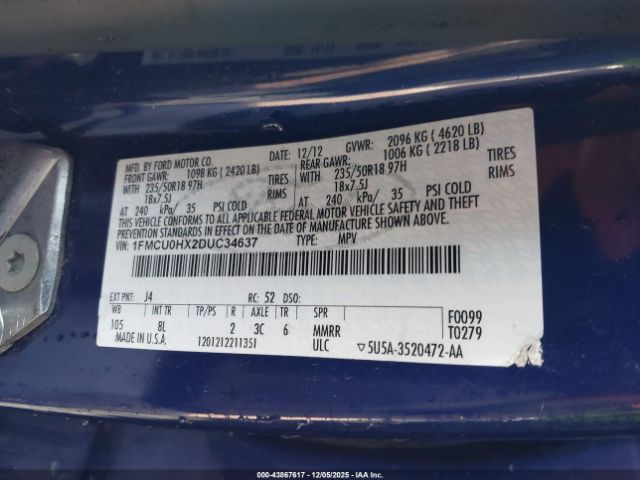 MFD. BY FORD MOTOR CO. 12/12 GVWR: 2096 KG ( 4620 LB)
FRONT GAWR: 1098 KG ( 2420 LB) REAR GAWR: 1006 KG ( 2218 LB)
WITH 235/50R18 97H TIRES WITH 235/50R18 97H TIRES
18x7.5J RIMS 18x7.5J RIMS
AT 240 kPa/ 35 PSI COLD AT 240 kPa/ 35 PSI COLD
THIS VEHICLE CONFORMS TO ALL APPLICABLE FEDERAL MOTOR VEHICLE SAFETY AND THEFT
PREVENTION STANDARDS IN EFFECT ON THE DATE OF MANUFACTURE SHOWN ABOVE.
VIN: 1FMCU0HX2DUC34637 TYPE: MPV
EXT PNT: J4 RC: 52 DSO:
WB INT TR TP/PS R AXLE TR SPR F0099
105 8L 2 3C 6 MMRR T0279
1201212211351 ULC ▽5U5A-3520472-AA
000-43867617 - 12/05/2025 - IAAI.COM